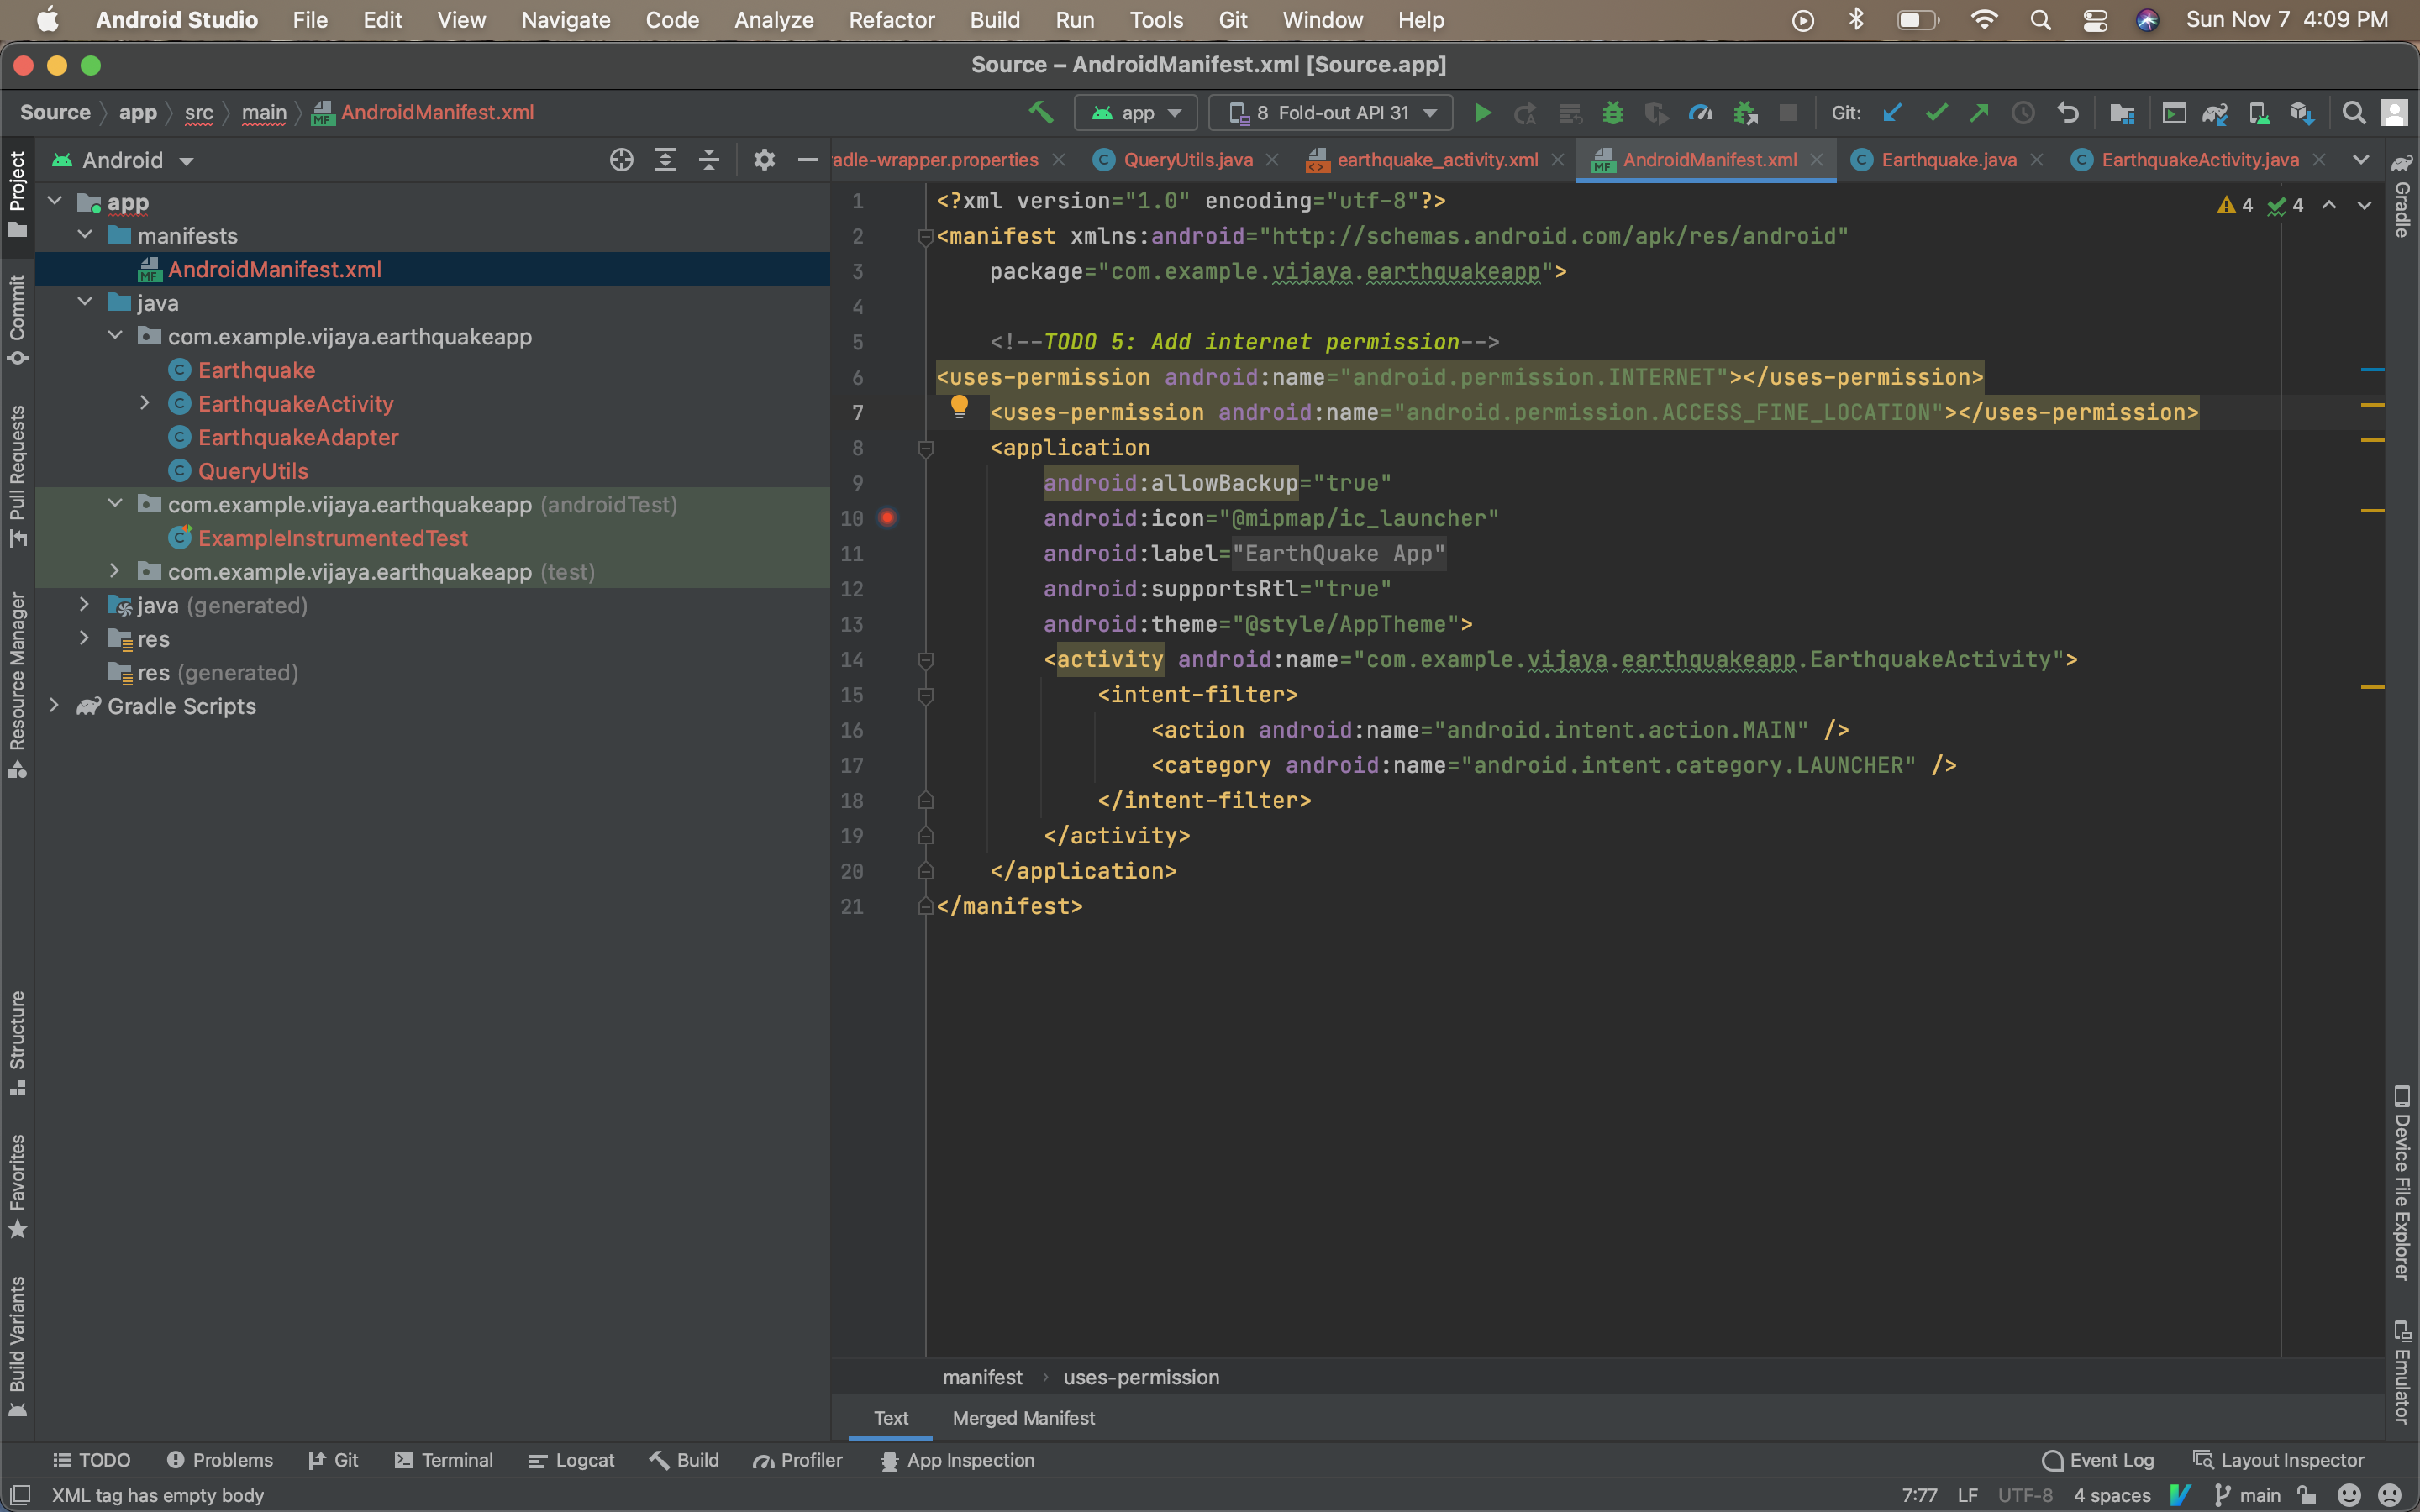 Android Studio File Edit View Navigate Code Analyze Refactor Build Run Tools Git Window Help Sun Nov 7 4:09 PM
Source – AndroidManifest.xml [Source.app]
Source app src main AndroidManifest.xml app 8 Fold-out API 31 Git:
Android
adle-wrapper.properties QueryUtils.java earthquake_activity.xml AndroidManifest.xml Earthquake.java EarthquakeActivity.java
Project
Commit
Pull Requests
Resource Manager
Structure
Favorites
Build Variants
app
manifests
AndroidManifest.xml
java
com.example.vijaya.earthquakeapp
Earthquake
EarthquakeActivity
EarthquakeAdapter
QueryUtils
com.example.vijaya.earthquakeapp (androidTest)
ExampleInstrumentedTest
com.example.vijaya.earthquakeapp (test)
java (generated)
res
res (generated)
Gradle Scripts
4 4
1 <?xml version="1.0" encoding="utf-8"?>
2 <manifest xmlns:android="http://schemas.android.com/apk/res/android"
3 package="com.example.vijaya.earthquakeapp">
4
5 <!--TODO 5: Add internet permission-->
6 <uses-permission android:name="android.permission.INTERNET"></uses-permission>
7 <uses-permission android:name="android.permission.ACCESS_FINE_LOCATION"></uses-permission>
8 <application
9 android:allowBackup="true"
10 android:icon="@mipmap/ic_launcher"
11 android:label="EarthQuake App"
12 android:supportsRtl="true"
13 android:theme="@style/AppTheme">
14 <activity android:name="com.example.vijaya.earthquakeapp.EarthquakeActivity">
15 <intent-filter>
16 <action android:name="android.intent.action.MAIN" />
17 <category android:name="android.intent.category.LAUNCHER" />
18 </intent-filter>
19 </activity>
20 </application>
21 </manifest>
Gradle
Device File Explorer
Emulator
manifest uses-permission
Text Merged Manifest
TODO Problems Git Terminal Logcat Build Profiler App Inspection Event Log Layout Inspector
XML tag has empty body 7:77 LF UTF-8 4 spaces main